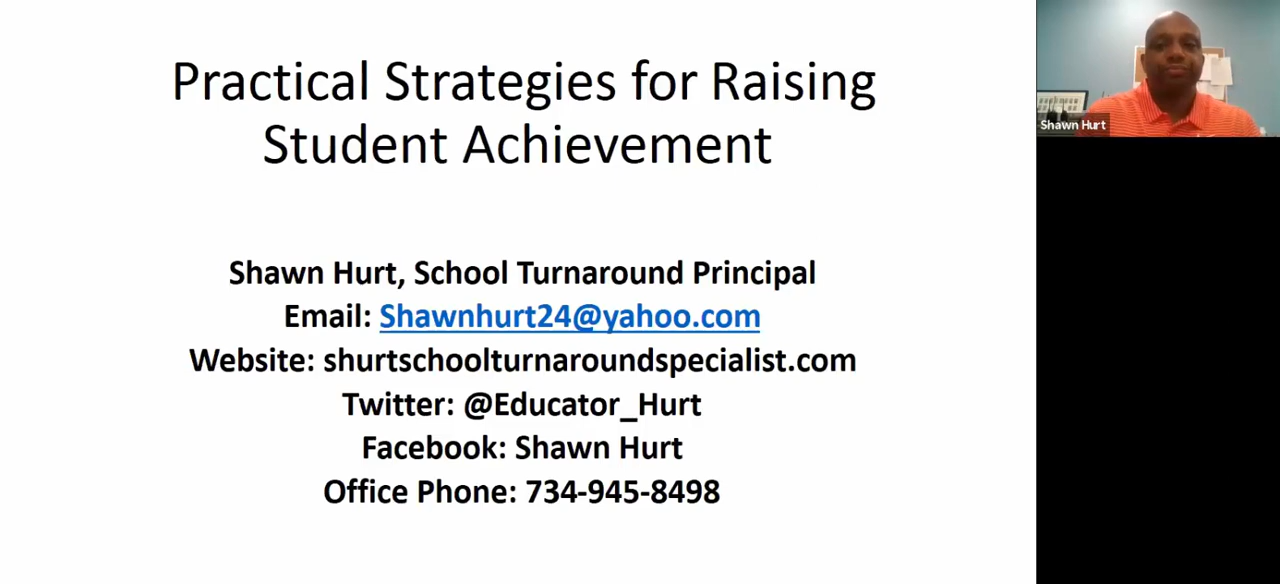 Practical Strategies for Raising
Student Achievement
Shawn Hurt, School Turnaround Principal
Email: Shawnhurt24@yahoo.com
Website: shurtschoolturnaroundspecialist.com
Twitter: @Educator_Hurt
Facebook: Shawn Hurt
Office Phone: 734-945-8498
Shawn Hurt